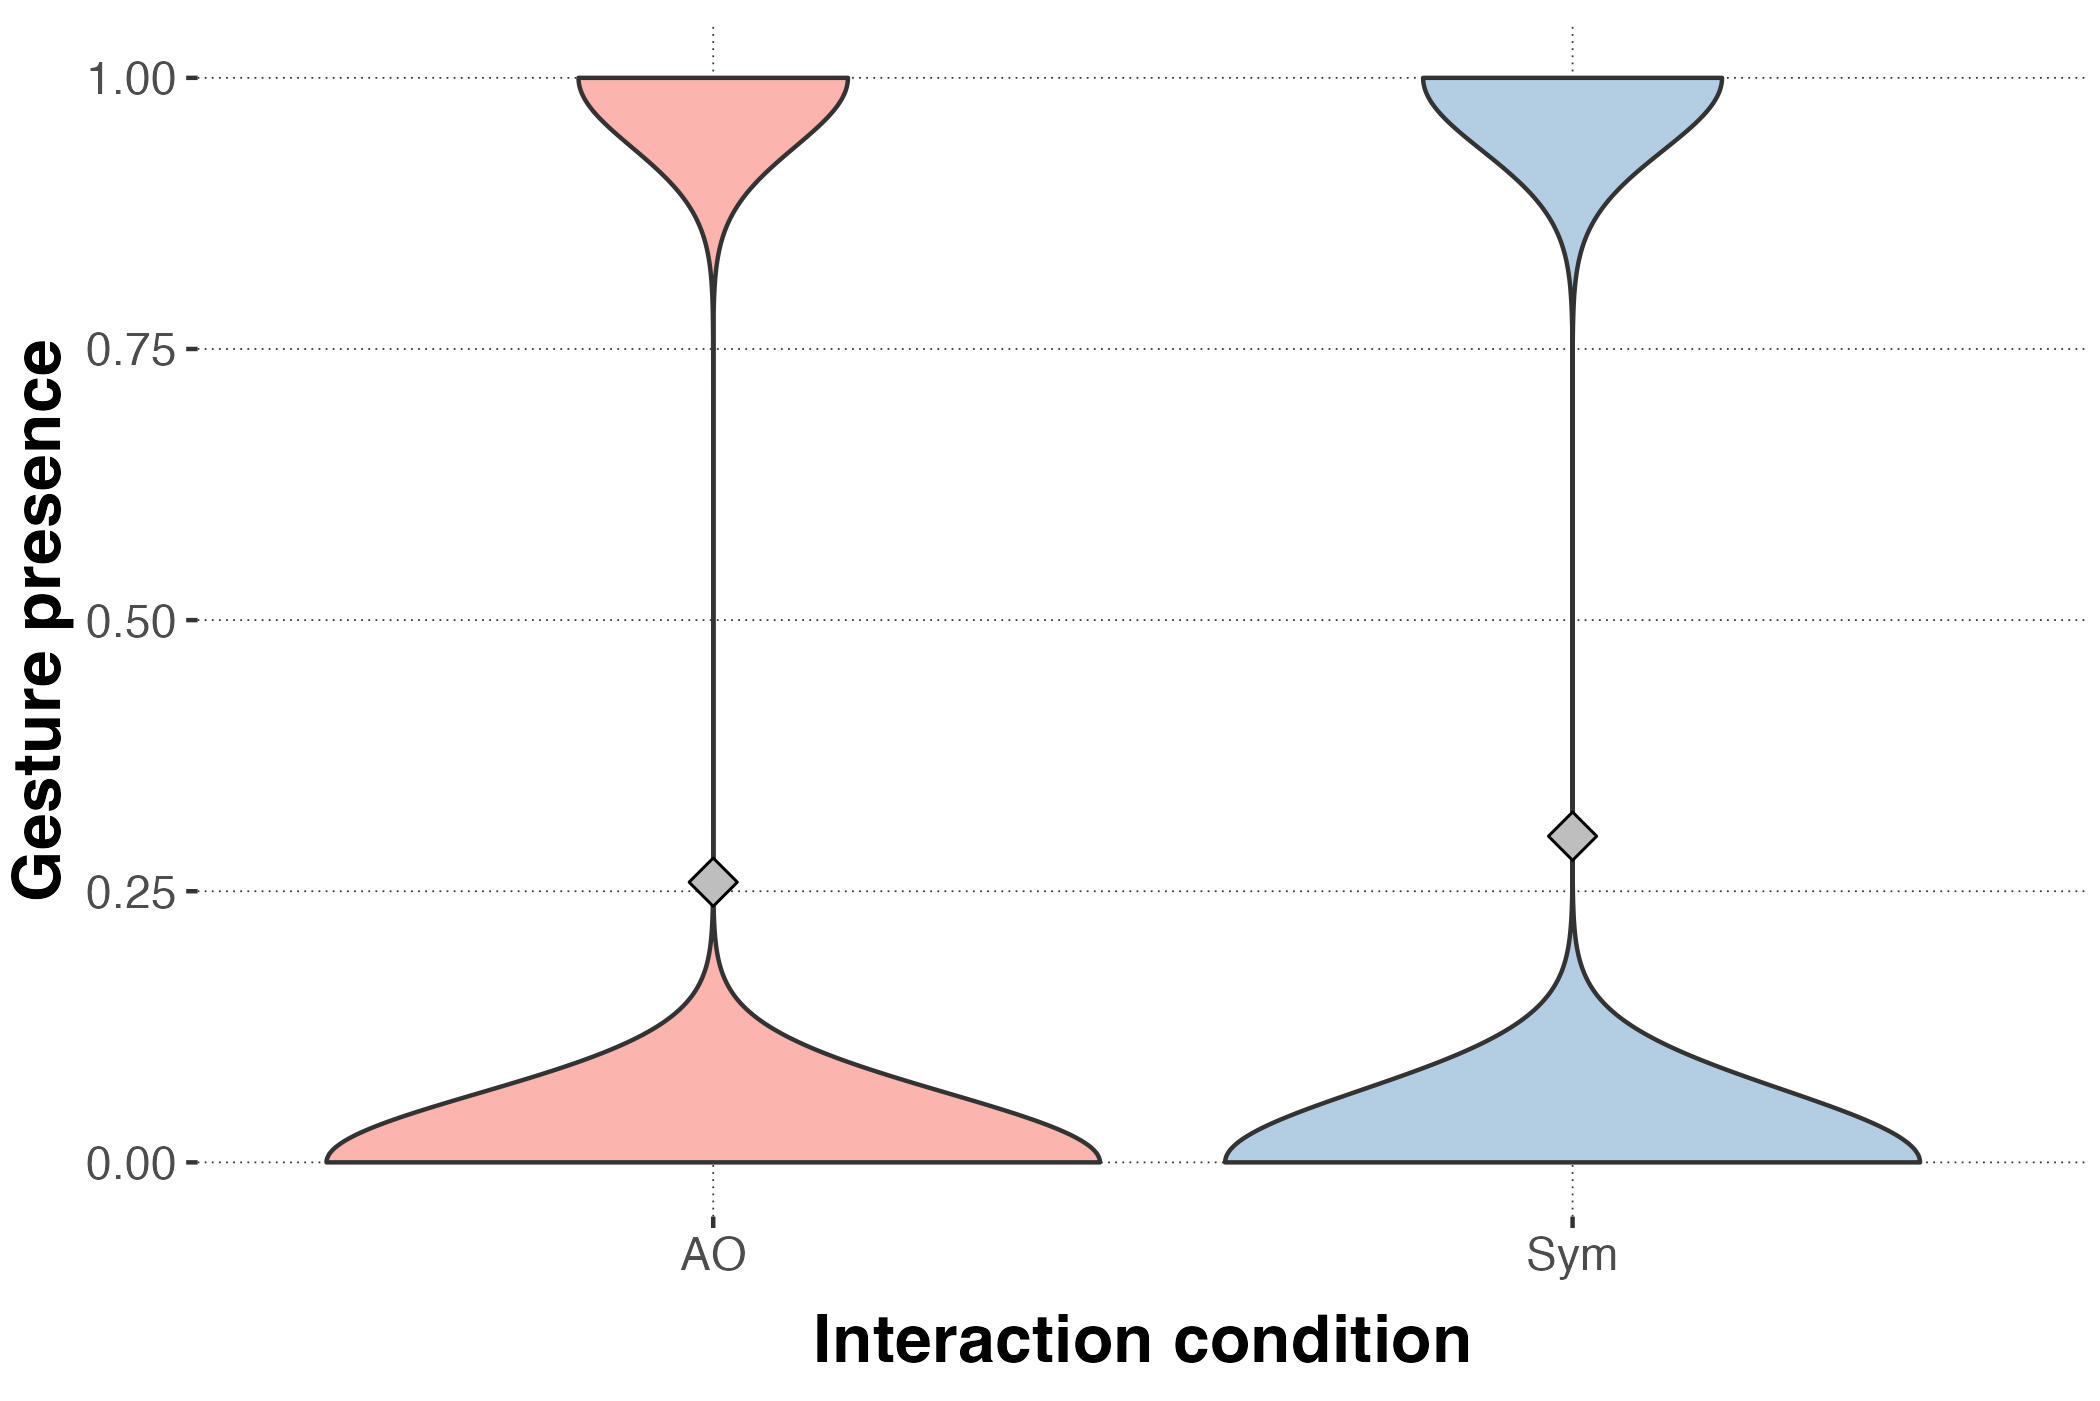 Gesture presence
1.00
0.75
0.50
0.25
0.00
AO Sym
Interaction condition